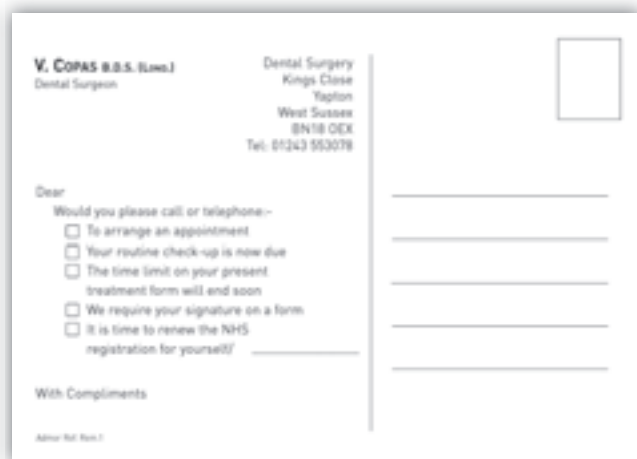 V. COPAS B.D.S. (LOND.)
Dental Surgeon
Dental Surgery
Kings Close
Yapton
West Sussex
BN18 0EX
Tel: 01243 553078
Dear
Would you please call or telephone:-
To arrange an appointment
Your routine check-up is now due
The time limit on your present
treatment form will end soon
We require your signature on a form
It is time to renew the NHS
registration for yourself/
With Compliments